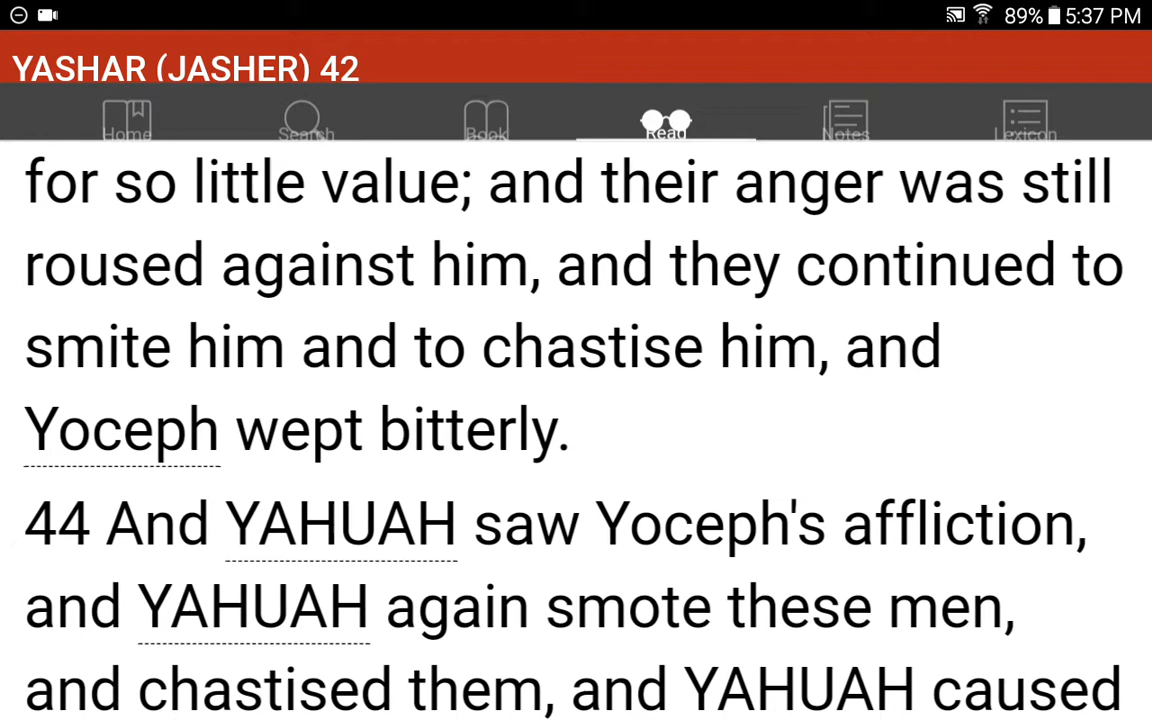 89% 5:37 PM
YASHAR (JASHER) 42
Home Search Book Read Notes Lexicon
for so little value; and their anger was still
roused against him, and they continued to
smite him and to chastise him, and
Yoceph wept bitterly.
44 And YAHUAH saw Yoceph's affliction,
and YAHUAH again smote these men,
and chastised them, and YAHUAH caused